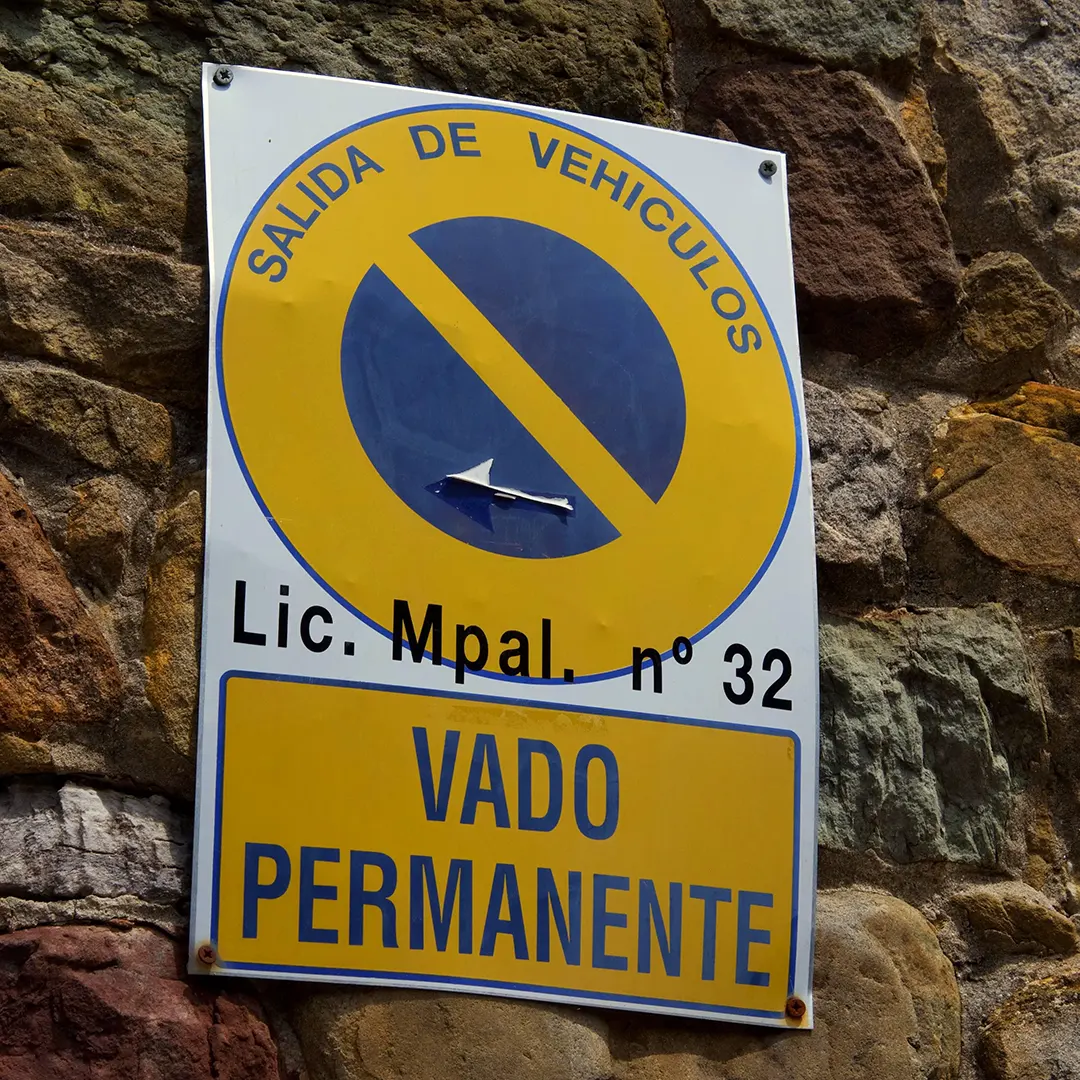 SALIDA DE VEHICULOS
Lic. Mpal. nº 32
VADO
PERMANENTE